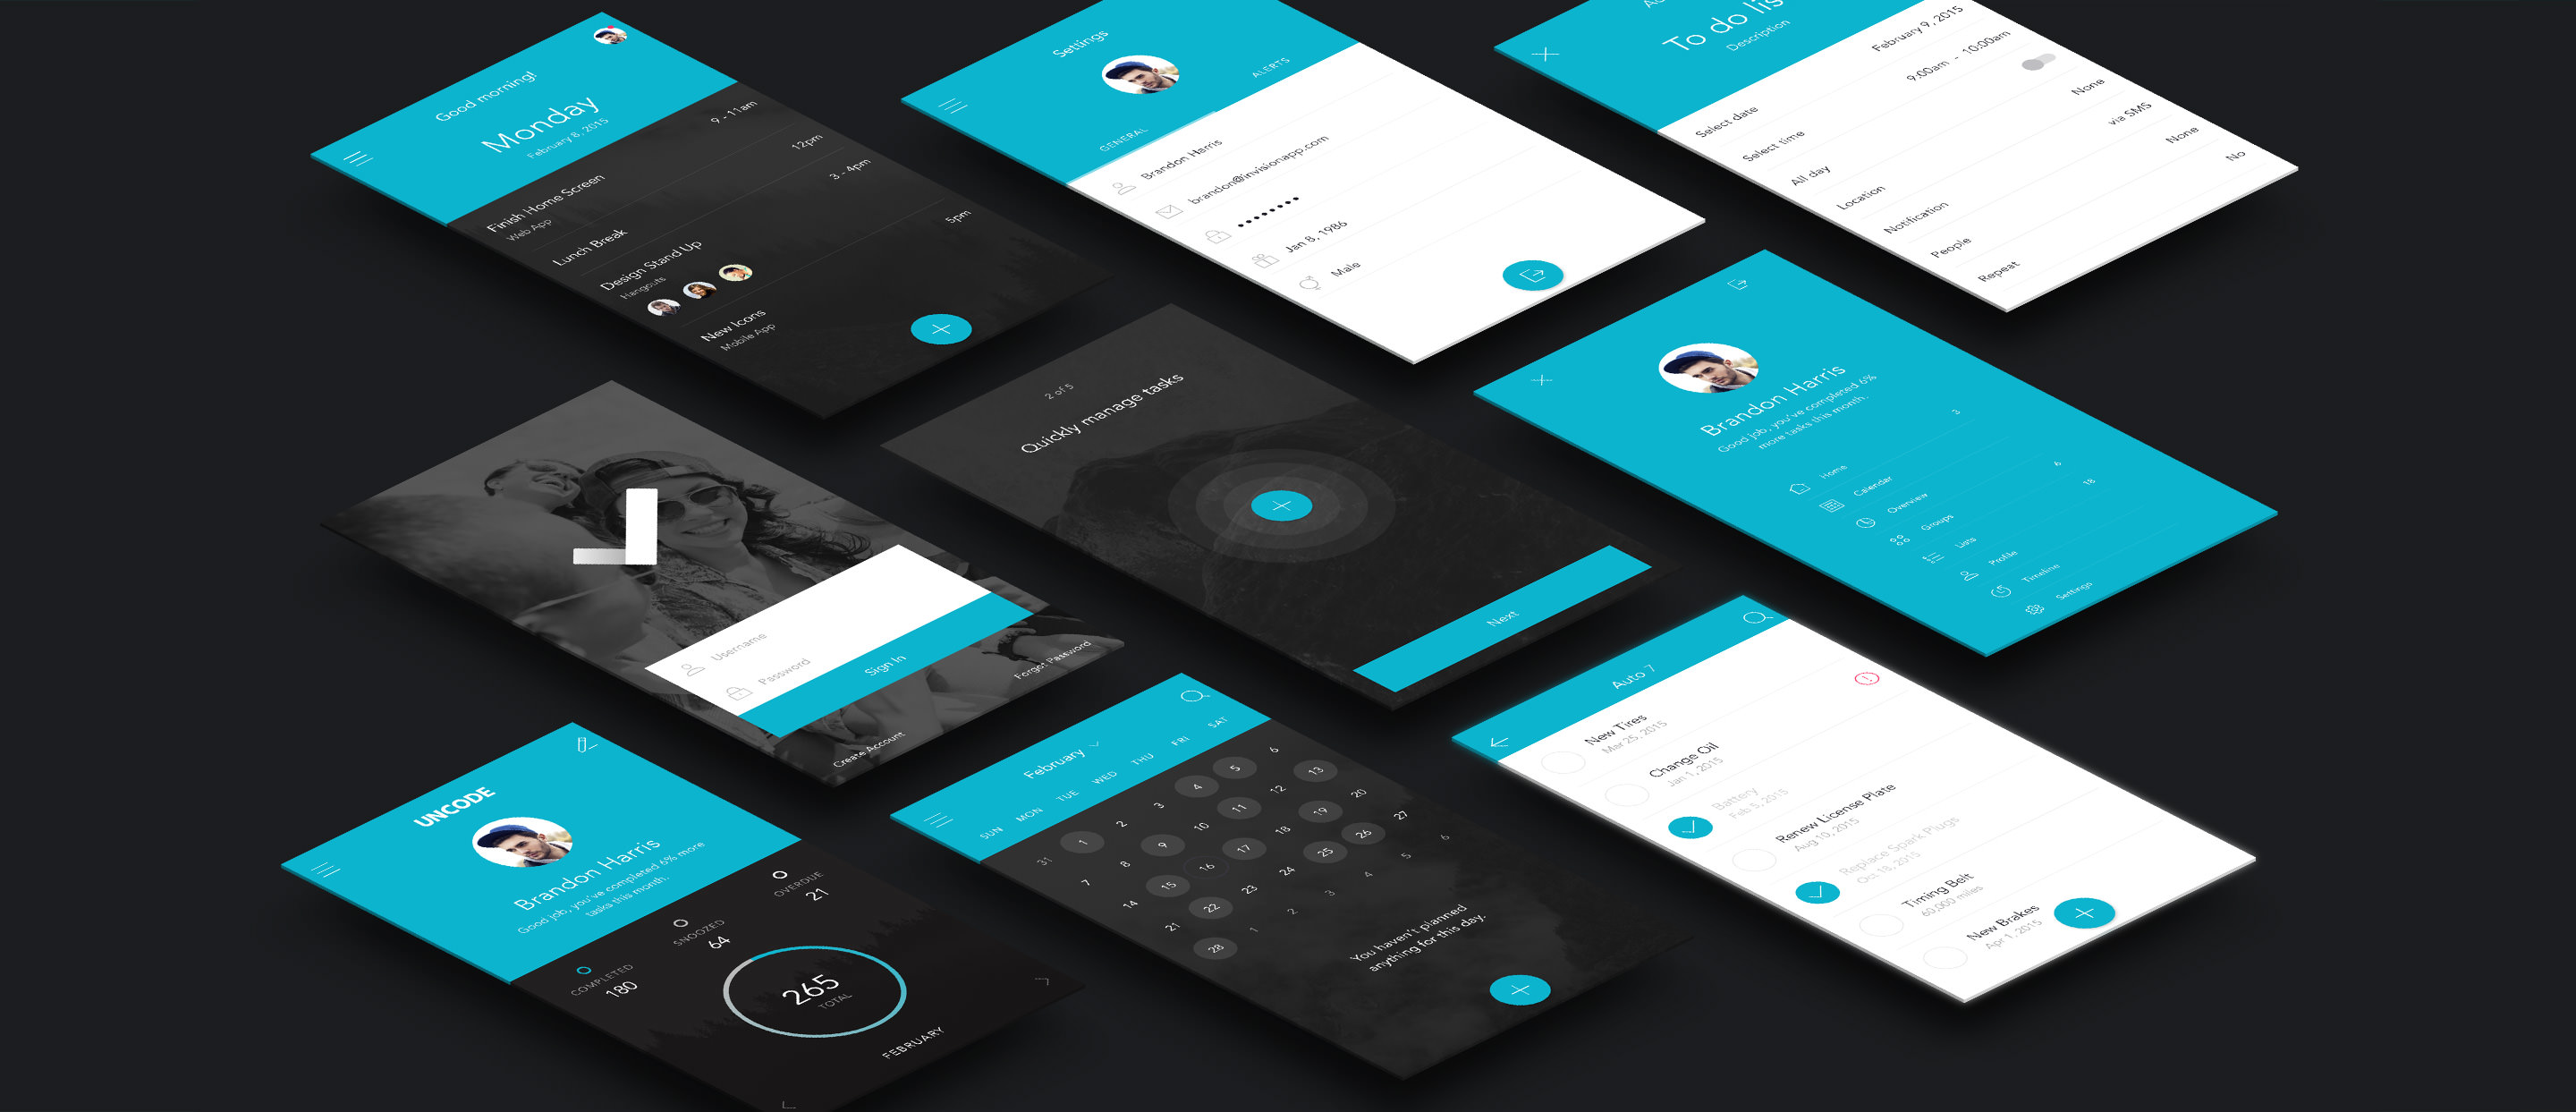 Good morning!
Monday
February 8, 2015
Finish Home Screen
Web App
9 - 11am
Lunch Break
12pm
Design Stand Up
Hangouts
3 - 4pm
New Icons
Mobile App
5pm
Settings
GENERAL
ALERTS
Brandon Harris
brandon@invisionapp.com
Jan 8, 1986
Male
Description
Select date
February 9, 2015
Select time
9:00am - 10:00am
All day
Location
None
Notification
via SMS
People
None
Repeat
No
Username
Password
Sign In
Create Account
Forgot Password
2 of 5
Quickly manage tasks
Next
Brandon Harris
Good job, you've completed 6%
more tasks this month.
Home
3
Calendar
Overview
Groups
6
Lists
18
Profile
Timeline
Settings
UNCODE
Brandon Harris
Good job, you've completed 6% more
tasks this month.
COMPLETED
180
SNOOZED
64
OVERDUE
21
265
TOTAL
FEBRUARY
February
SUN MON TUE WED THU FRI SAT
31 1 2 3 4 5 6
7 8 9 10 11 12 13
14 15 16 17 18 19 20
21 22 23 24 25 26 27
28 1 2 3 4 5 6
You haven't planned
anything for this day.
Auto 7
New Tires
Mar 25, 2015
Change Oil
Jan 1, 2015
Battery
Feb 5, 2015
Renew License Plate
Aug 10, 2015
Replace Spark Plugs
Oct 18, 2015
Timing Belt
60,000 miles
New Brakes
Apr 1, 2015